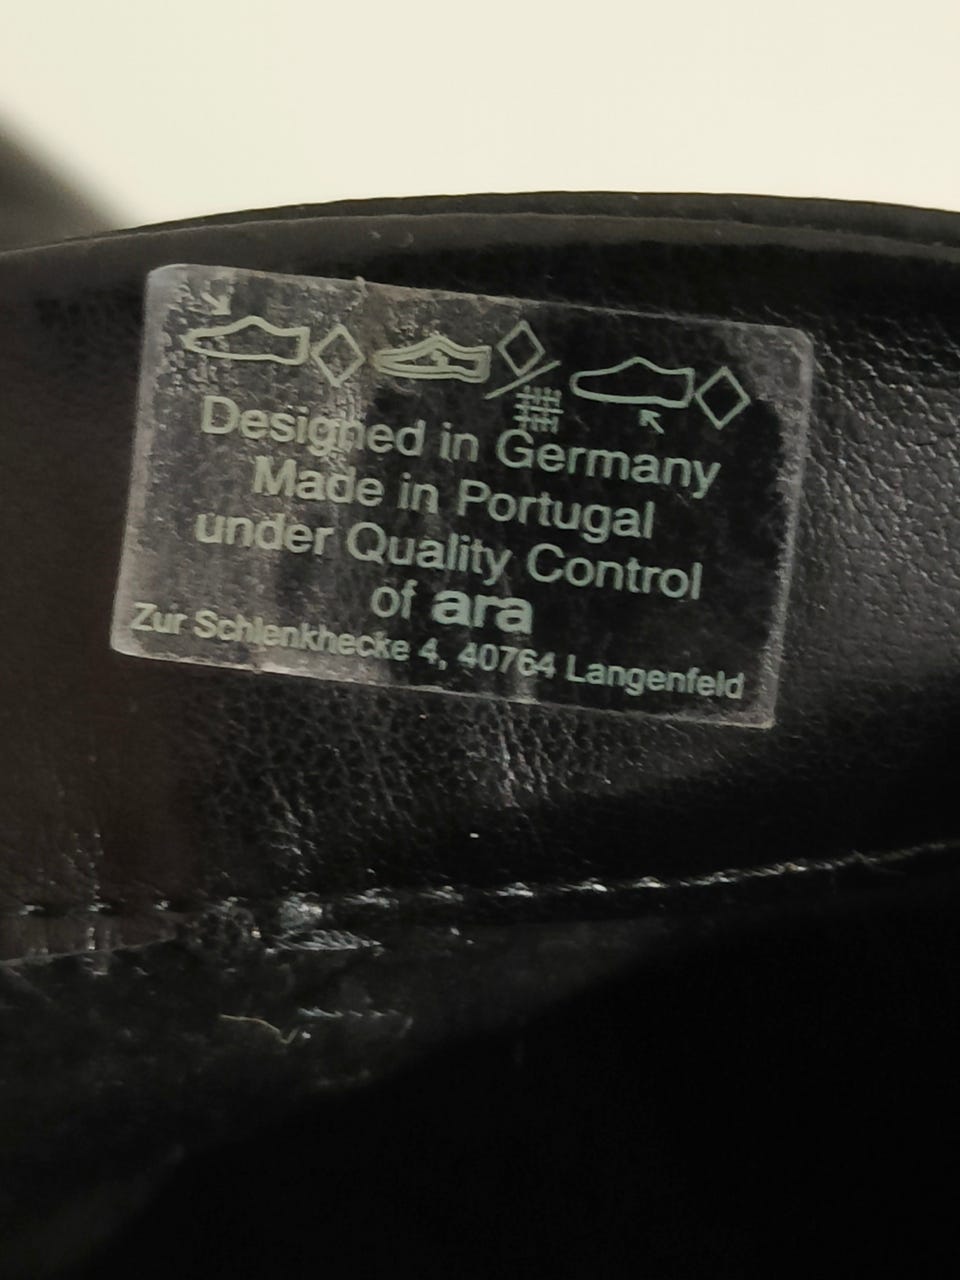 Designed in Germany
Made in Portugal
under Quality Control
of ara
Zur Schlenkhecke 4, 40764 Langenfeld